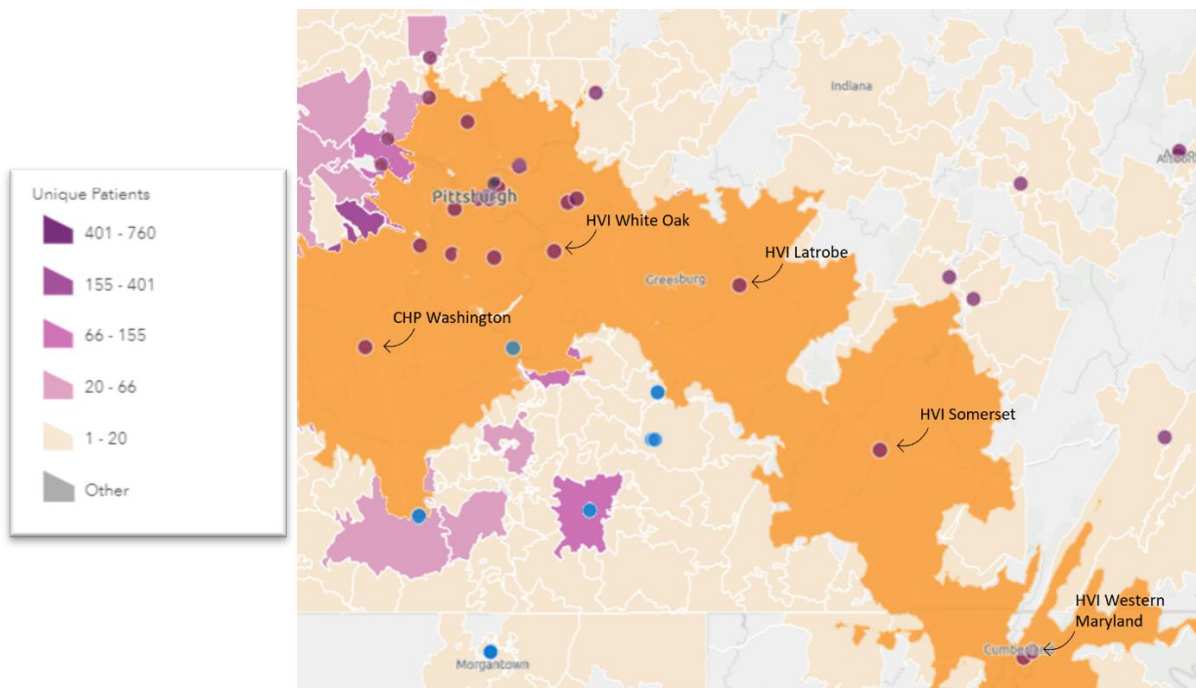 Unique Patients
401 - 760
155 - 401
66 - 155
20 - 66
1 - 20
Other
Indiana
Pittsburgh
HVI White Oak
HVI Latrobe
Greesburg
CHP Washington
HVI Somerset
HVI Western
Maryland
Morgantown